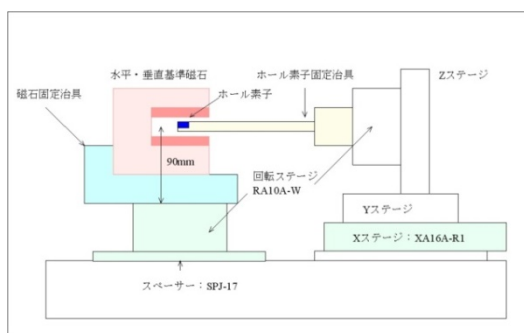 水平・垂直基準磁石
ホール素子固定治具
Zステージ
磁石固定治具
ホール素子
90mm
回転ステージ
RA10A-W
Yステージ
Xステージ：XA16A-R1
スペーサー：SPJ-17